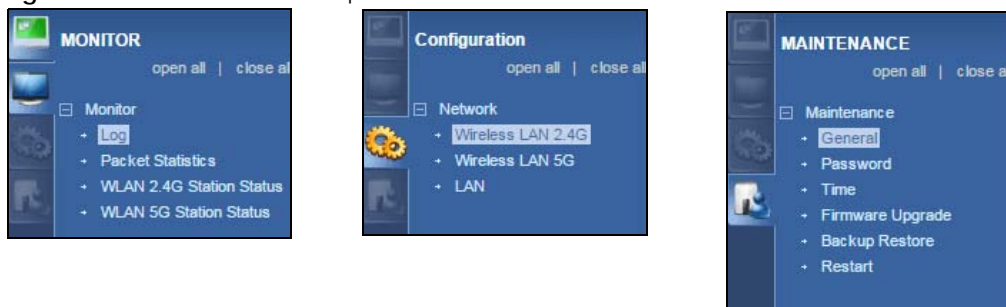 MONITOR
open all | close al
Monitor
Log
Packet Statistics
WLAN 2.4G Station Status
WLAN 5G Station Status
Configuration
open all | close all
Network
Wireless LAN 2.4G
Wireless LAN 5G
LAN
MAINTENANCE
open all | close a
Maintenance
General
Password
Time
Firmware Upgrade
Backup Restore
Restart